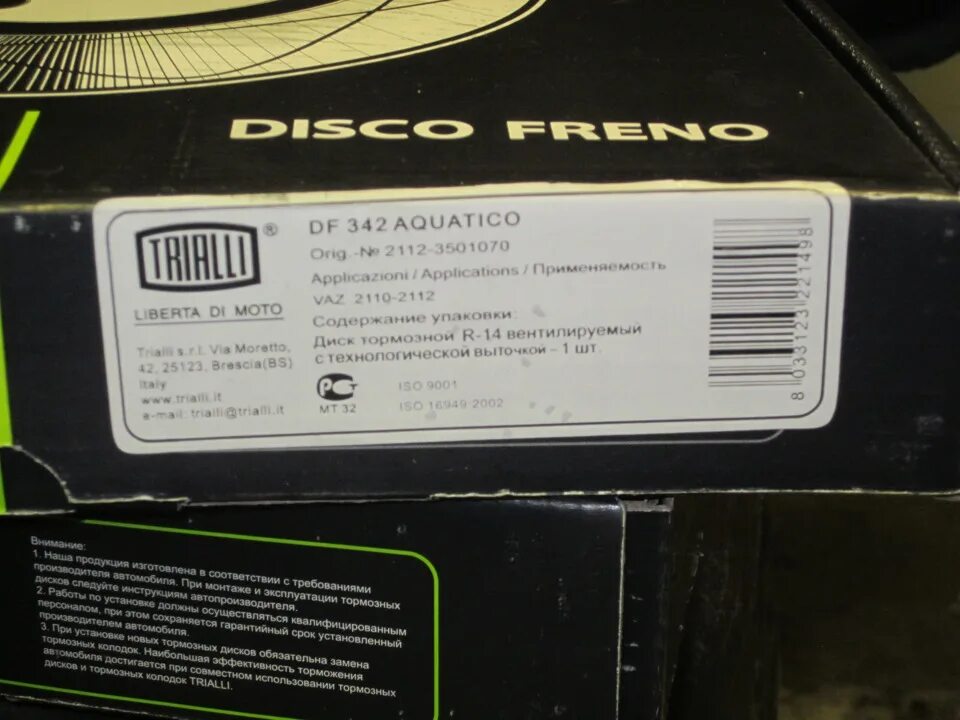 DISCO FRENO
TRIALLI®
LIBERTA DI MOTO
Trialli s.r.l. Via Moretto,
42, 25123, Brescia(BS)
Italy
www.trialli.it
e-mail: trialli@trialli.it
DF 342 AQUATICO
Orig.-№ 2112-3501070
Applicazioni / Applications / Применяемость
VAZ 2110-2112
Содержание упаковки:
Диск тормозной R-14 вентилируемый
с технологической выточкой – 1 шт.
РСТ
МТ 32
ISO 9001
ISO 16949:2002
8 033123 221498
Внимание:
1. Наша продукция изготовлена в соответствии с требованиями
производителя автомобиля. При монтаже и эксплуатации тормозных
дисков следуйте инструкциям автопроизводителя.
2. Работы по установке должны осуществляться квалифицированным
персоналом, при этом сохраняется гарантийный срок установленный
производителем автомобиля.
3. При установке новых тормозных дисков обязательна замена
тормозных колодок. Наибольшая эффективность торможения
автомобиля достигается при совместном использовании тормозных
дисков и тормозных колодок TRIALLI.